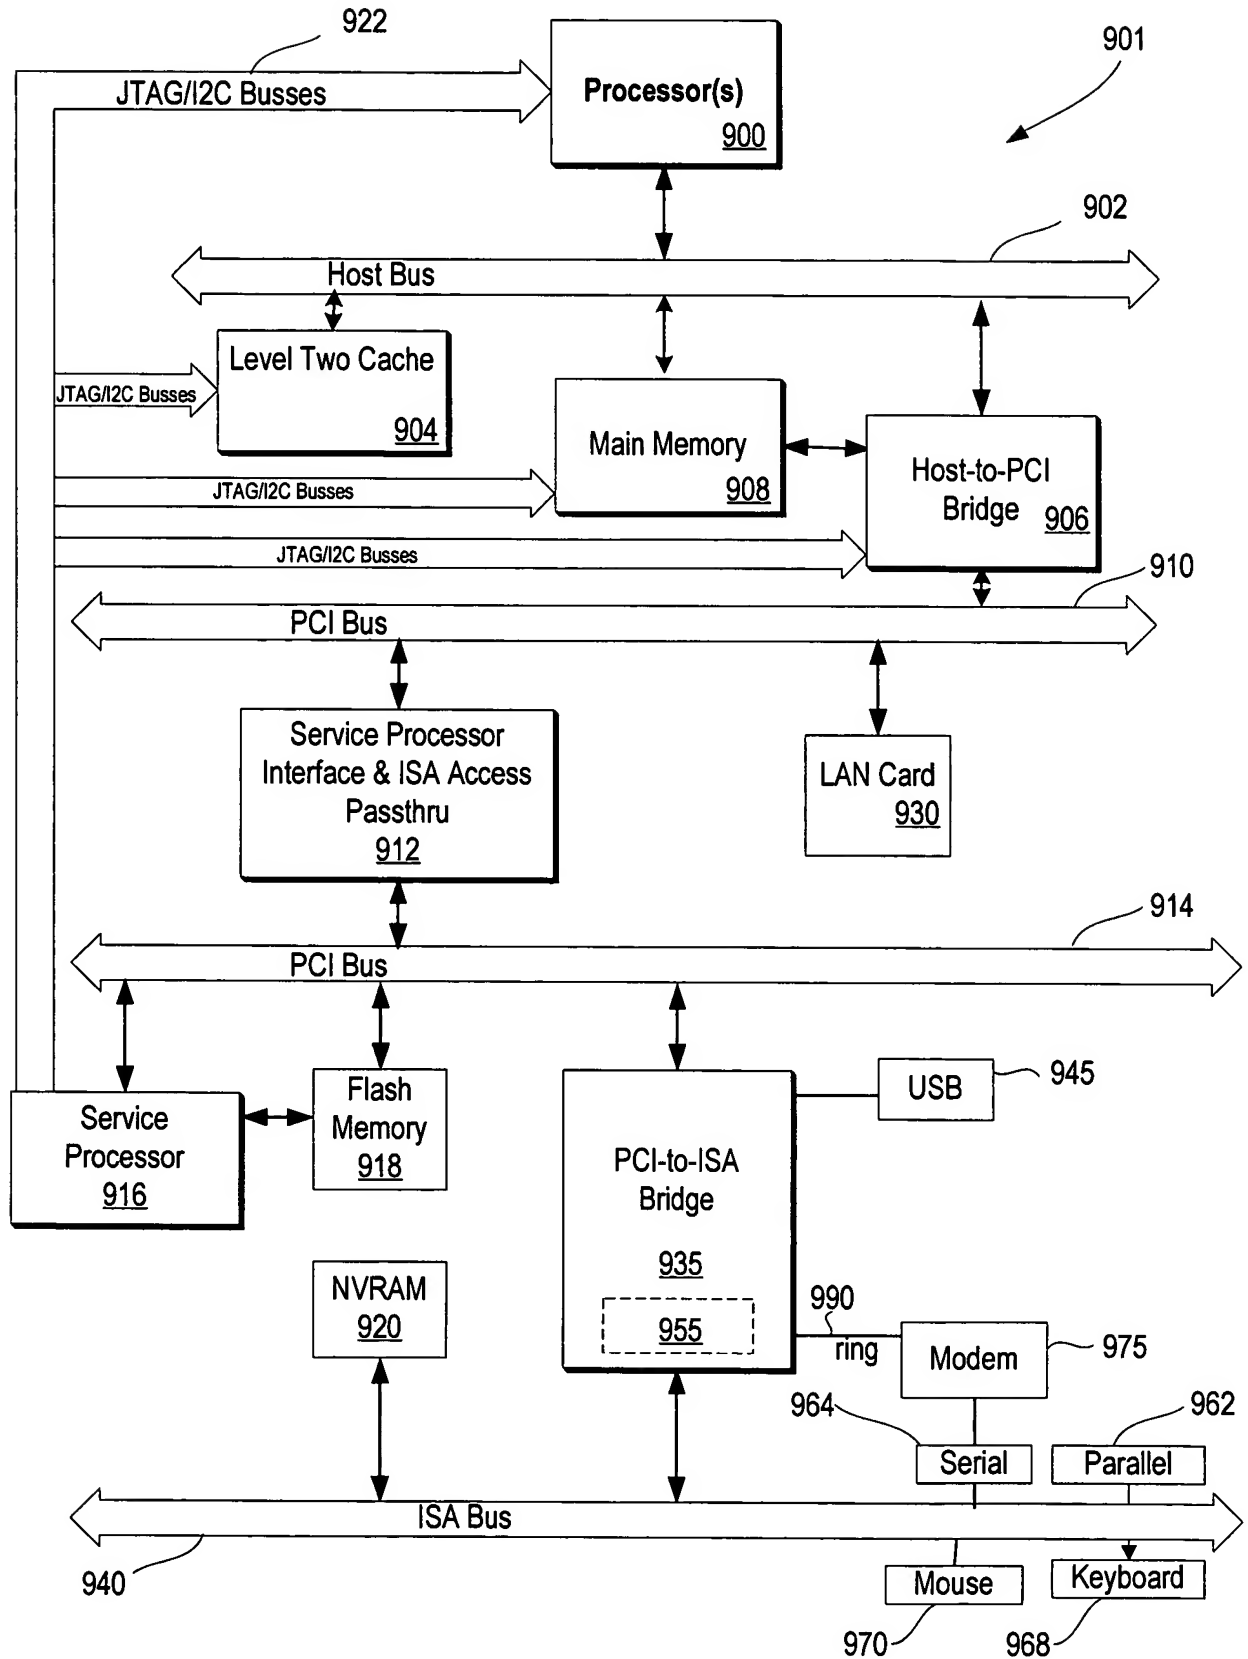 922
901
JTAG/I2C Busses
Processor(s)
900
902
Host Bus
Level Two Cache
904
JTAG/I2C Busses
Main Memory
908
Host-to-PCI
Bridge
906
JTAG/I2C Busses
JTAG/I2C Busses
910
PCI Bus
Service Processor
Interface & ISA Access
Passthru
912
LAN Card
930
914
PCI Bus
Service
Processor
916
Flash
Memory
918
PCI-to-ISA
Bridge
935
955
USB
945
NVRAM
920
990
ring
Modem
975
964
962
Serial
Parallel
ISA Bus
940
Mouse
Keyboard
970
968